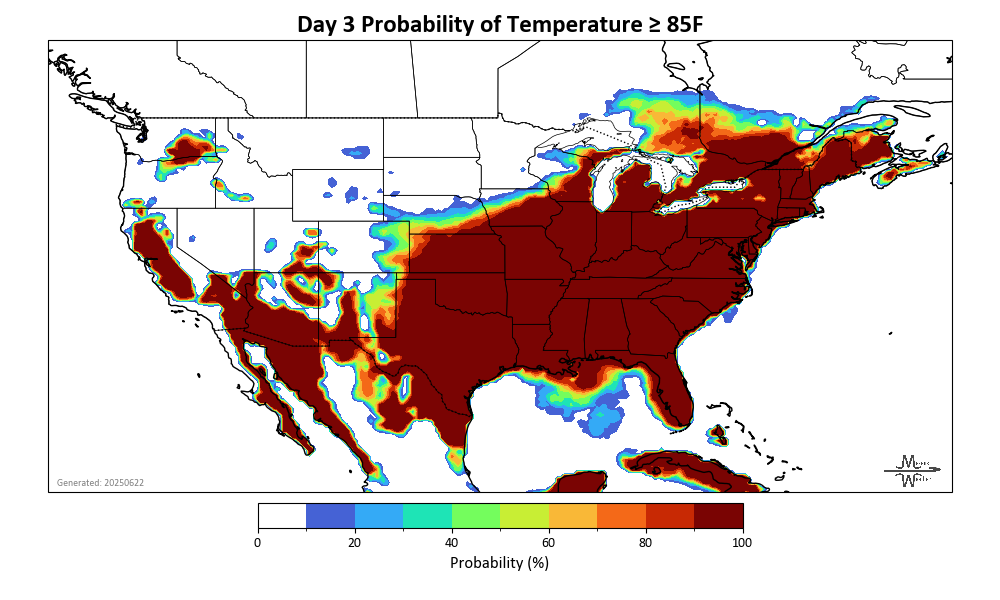 Day 3 Probability of Temperature ≥ 85F
Generated: 20250622
0 20 40 60 80 100
Probability (%)